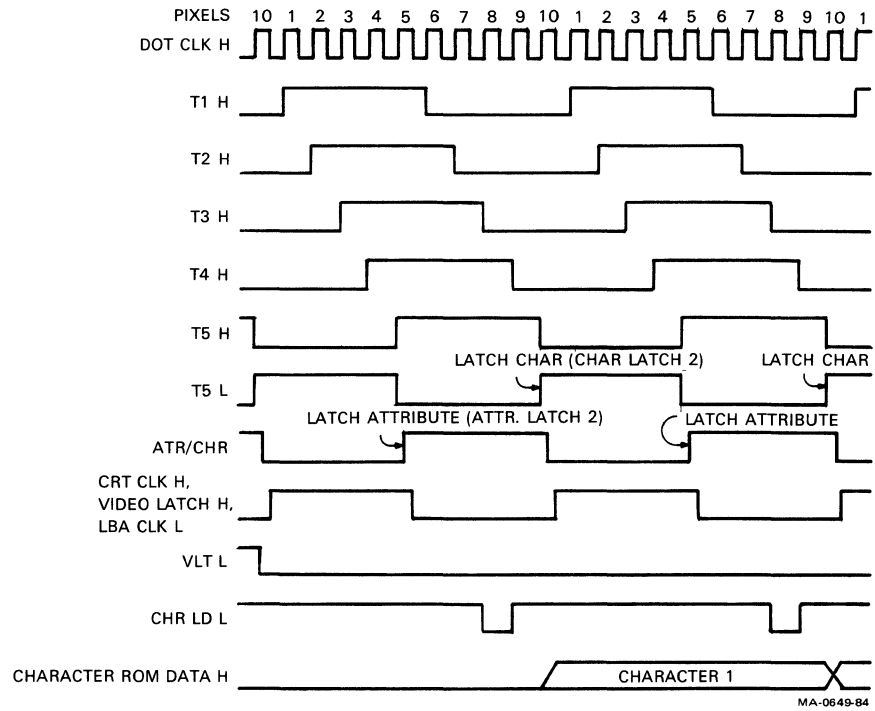 PIXELS 10 1 2 3 4 5 6 7 8 9 10 1 2 3 4 5 6 7 8 9 10 1
DOT CLK H
T1 H
T2 H
T3 H
T4 H
T5 H
LATCH CHAR (CHAR LATCH 2) LATCH CHAR
T5 L
LATCH ATTRIBUTE (ATTR. LATCH 2) LATCH ATTRIBUTE
ATR/CHR
CRT CLK H,
VIDEO LATCH H,
LBA CLK L
VLT L
CHR LD L
CHARACTER ROM DATA H CHARACTER 1
MA-0649-84